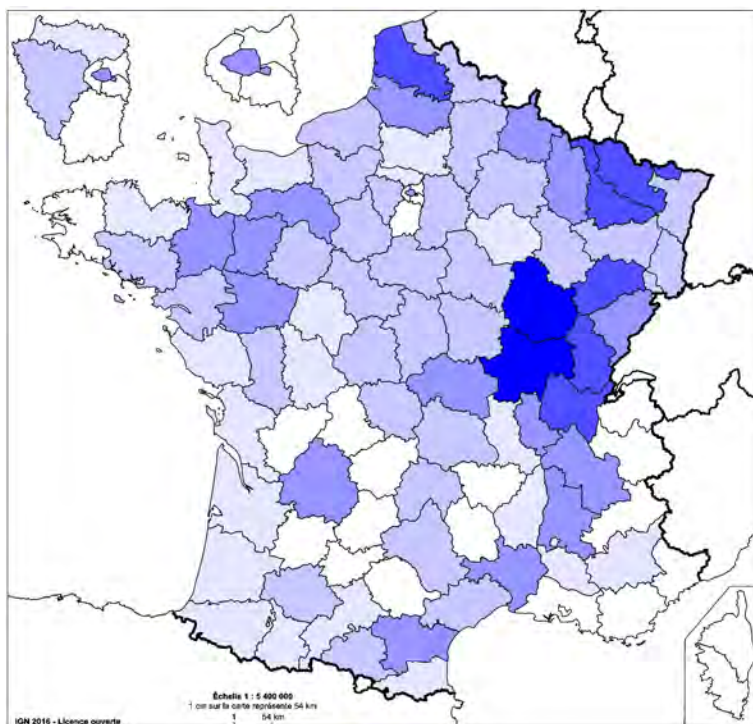 Échelle 1 : 5 400 000
1 cm sur la carte représente 54 km
1 54 km
IGN 2016 - Licence ouverte